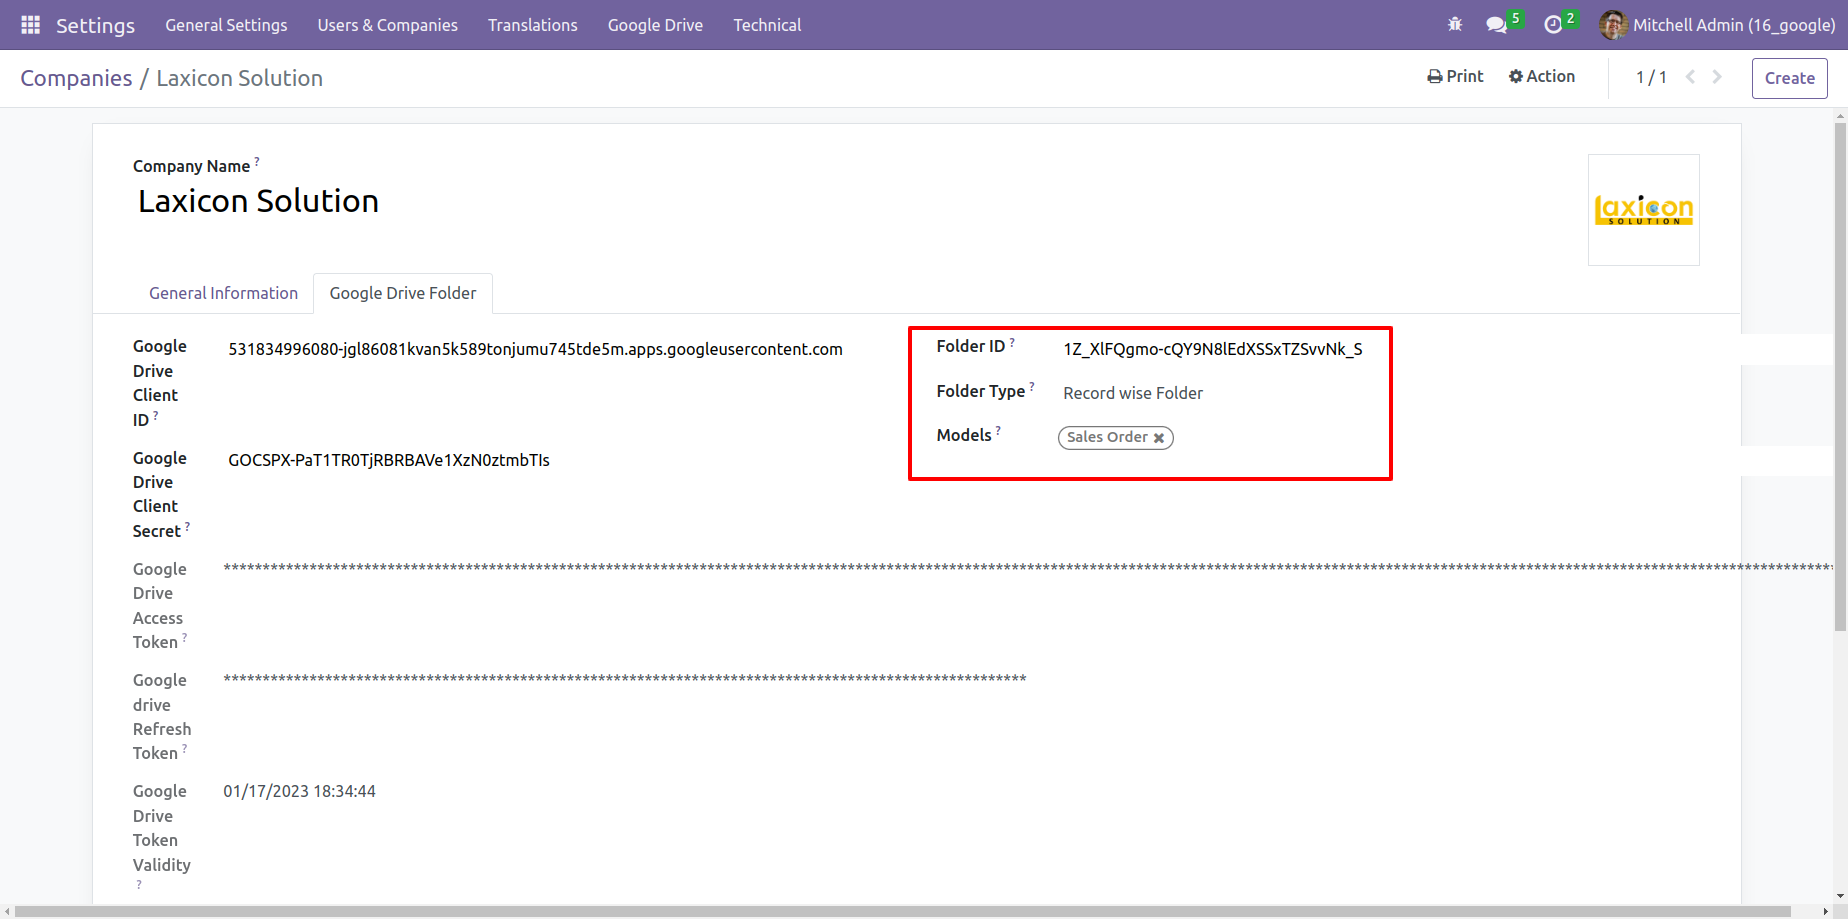 Settings General Settings Users & Companies Translations Google Drive Technical 5 2 Mitchell Admin (16_google)
Companies / Laxicon Solution Print Action 1 / 1 Create
Company Name ?
Laxicon Solution
laxicon
SOLUTION
General Information Google Drive Folder
Google Drive Client ID ? 531834996080-jgl86081kvan5k589tonjumu745tde5m.apps.googleusercontent.com
Folder ID ? 1Z_XlFQgmo-cQY9N8lEdXSSxTZSvvNk_S
Folder Type ? Record wise Folder
Models ? Sales Order
Google Drive Client Secret ? 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
Google Drive Access Token ?
Google drive Refresh Token ?
Google Drive Token Validity ? 01/17/2023 18:34:44